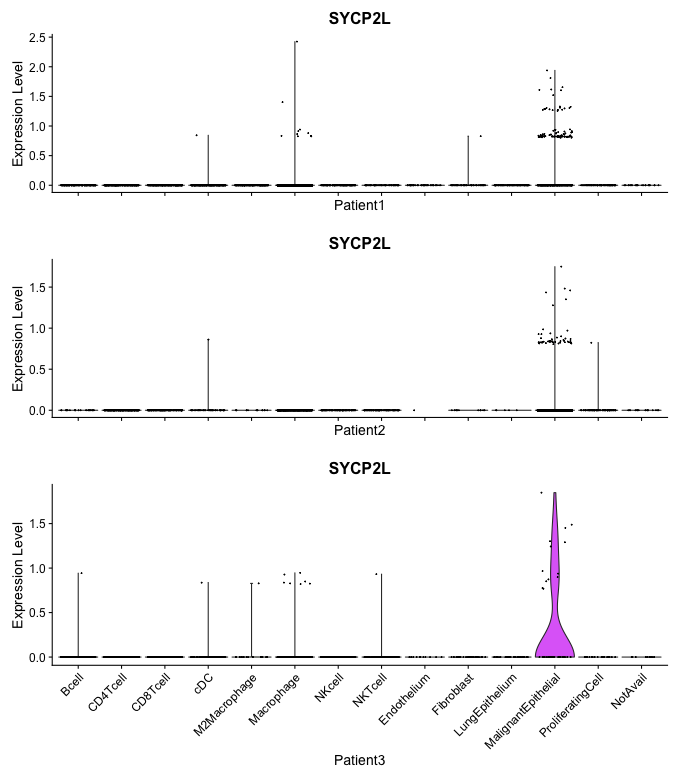 SYCP2L
Expression Level
2.5
2.0
1.5
1.0
0.5
0.0
Patient1
SYCP2L
Expression Level
1.5
1.0
0.5
0.0
Patient2
SYCP2L
Expression Level
1.5
1.0
0.5
0.0
Bcell
CD4Tcell
CD8Tcell
cDC
M2Macrophage
Macrophage
NKcell
NKTcell
Endothelium
Fibroblast
LungEpithelium
MalignantEpithelial
ProliferatingCell
NotAvail
Patient3